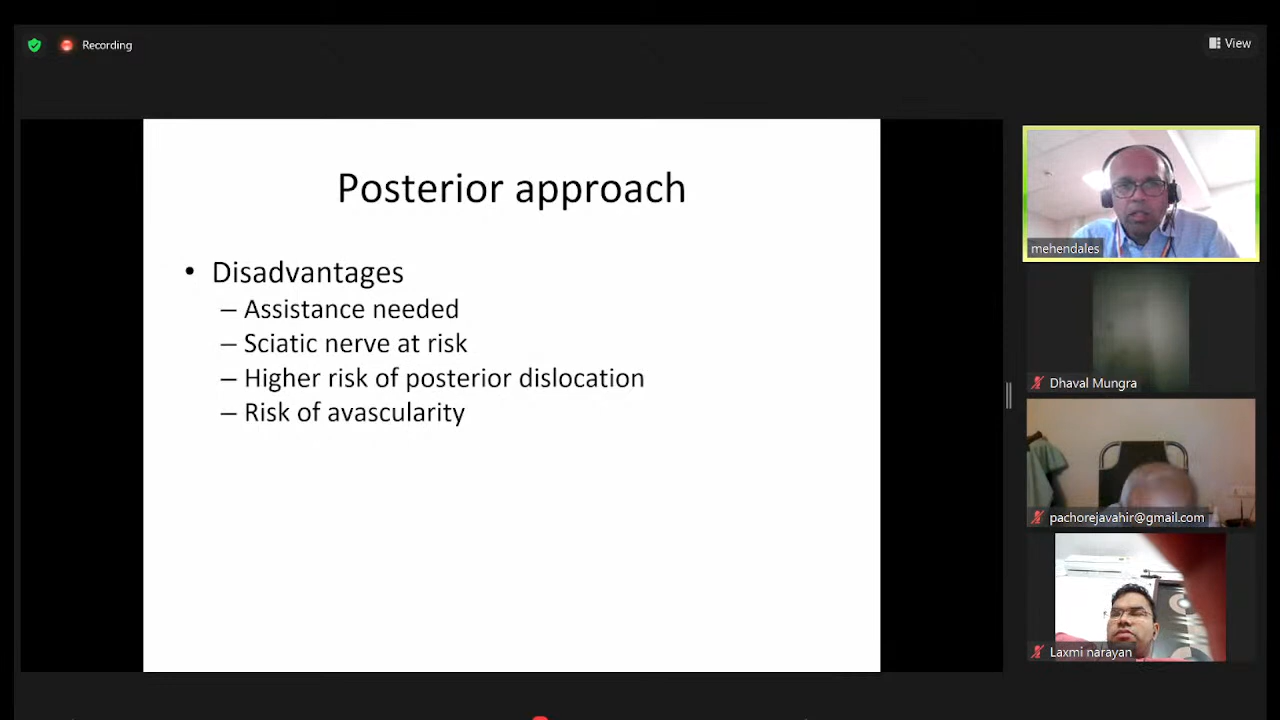 Recording
View
Posterior approach
• Disadvantages
– Assistance needed
– Sciatic nerve at risk
– Higher risk of posterior dislocation
– Risk of avascularity
mehendales
Dhaval Mungra
pachorejavahir@gmail.com
Laxmi narayan